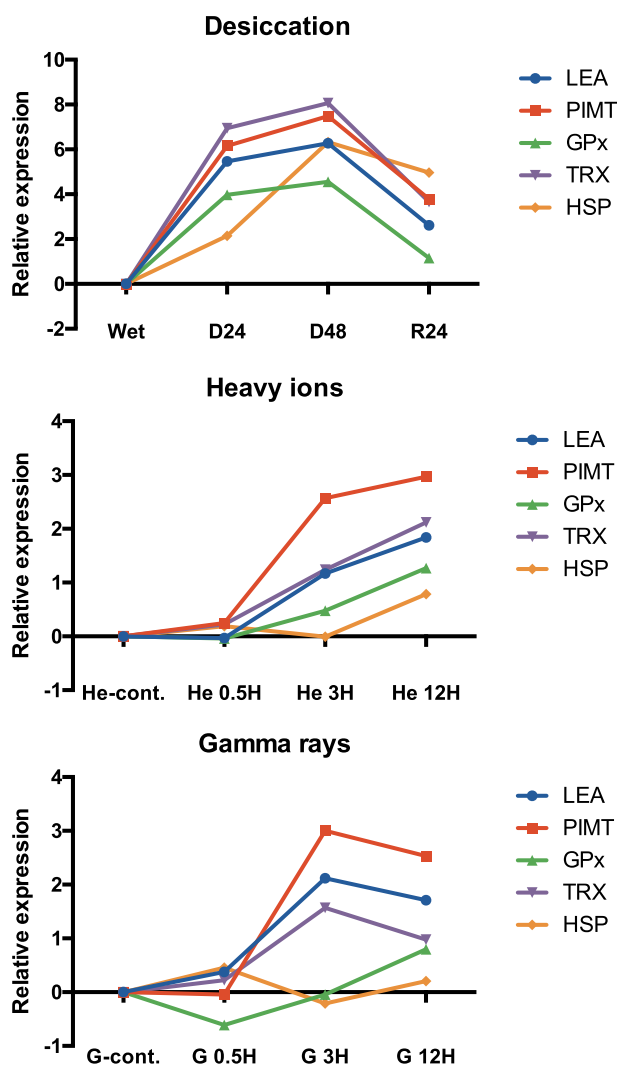 Desiccation
Relative expression
10
8
6
4
2
0
-2
Wet D24 D48 R24
LEA
PIMT
GPx
TRX
HSP
Heavy ions
Relative expression
4
3
2
1
0
-1
He-cont. He 0.5H He 3H He 12H
LEA
PIMT
GPx
TRX
HSP
Gamma rays
Relative expression
4
3
2
1
0
-1
G-cont. G 0.5H G 3H G 12H
LEA
PIMT
GPx
TRX
HSP